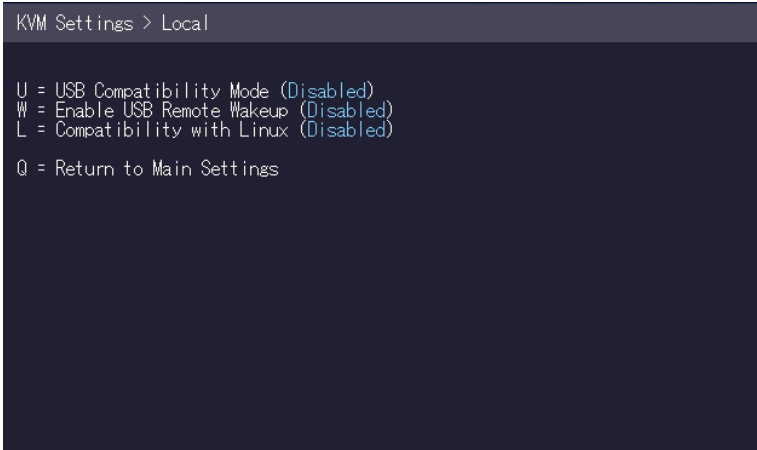 KVM Settings > Local
U = USB Compatibility Mode (Disabled)
W = Enable USB Remote Wakeup (Disabled)
L = Compatibility with Linux (Disabled)
Q = Return to Main Settings